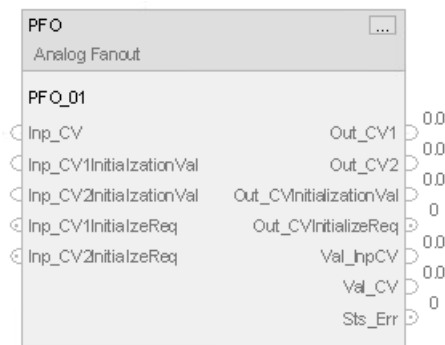 PFO ...
Analog Fanout
PFO_01
Inp_CV Out_CV1 0.0
Inp_CV1InitializationVal Out_CV2 0.0
Inp_CV2InitializationVal Out_CVInitializationVal 0.0
Inp_CV1InitializeReq Out_CVInitializeReq 0
Inp_CV2InitializeReq Val_InpCV 0.0
Val_CV 0.0
Sts_Err 0